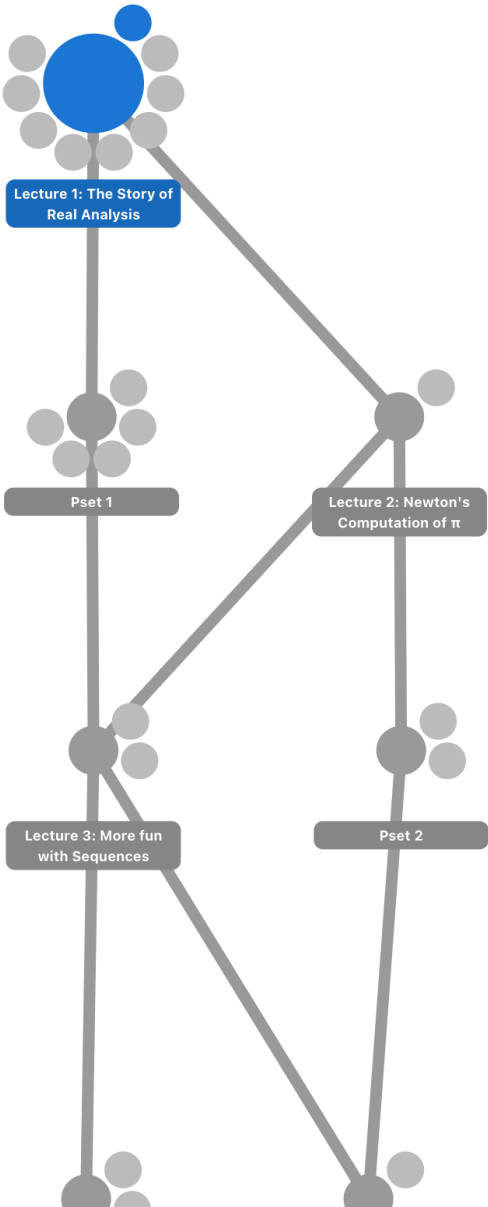 Lecture 1: The Story of
Real Analysis
Pset 1
Lecture 2: Newton's
Computation of π
Lecture 3: More fun
with Sequences
Pset 2